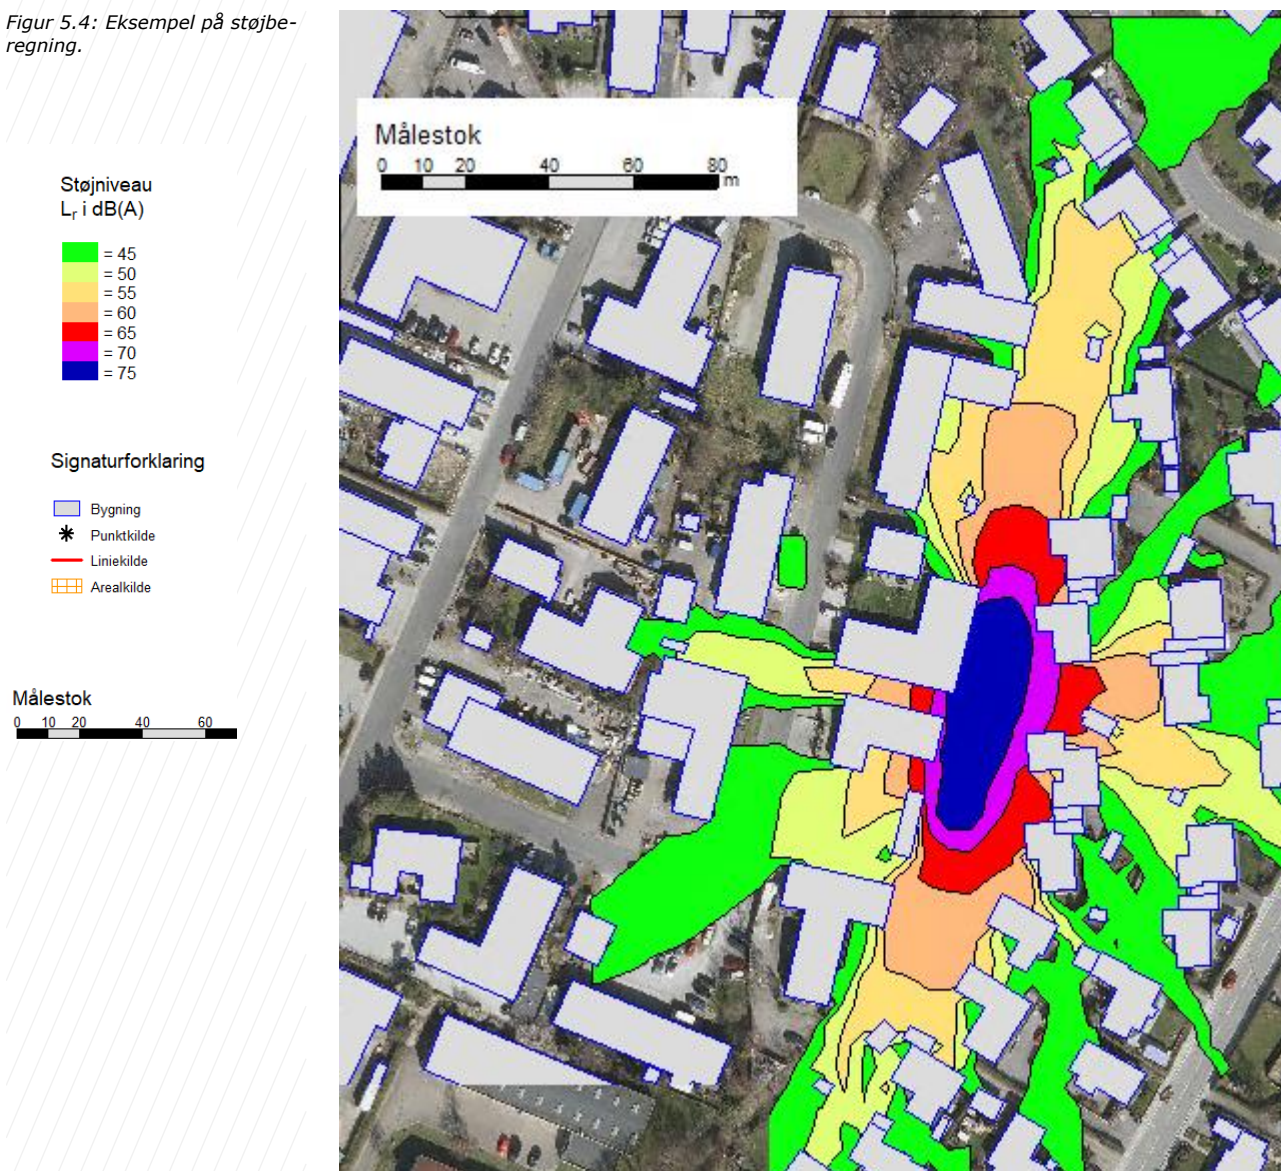 Figur 5.4: Eksempel på støjbe-
regning.
Støjniveau
Lr i dB(A)
= 45
= 50
= 55
= 60
= 65
= 70
= 75
Signaturforklaring
Bygning
Punktkilde
Liniekilde
Arealkilde
Målestok
0 10 20 40 60
Målestok
0 10 20 40 60 80
m